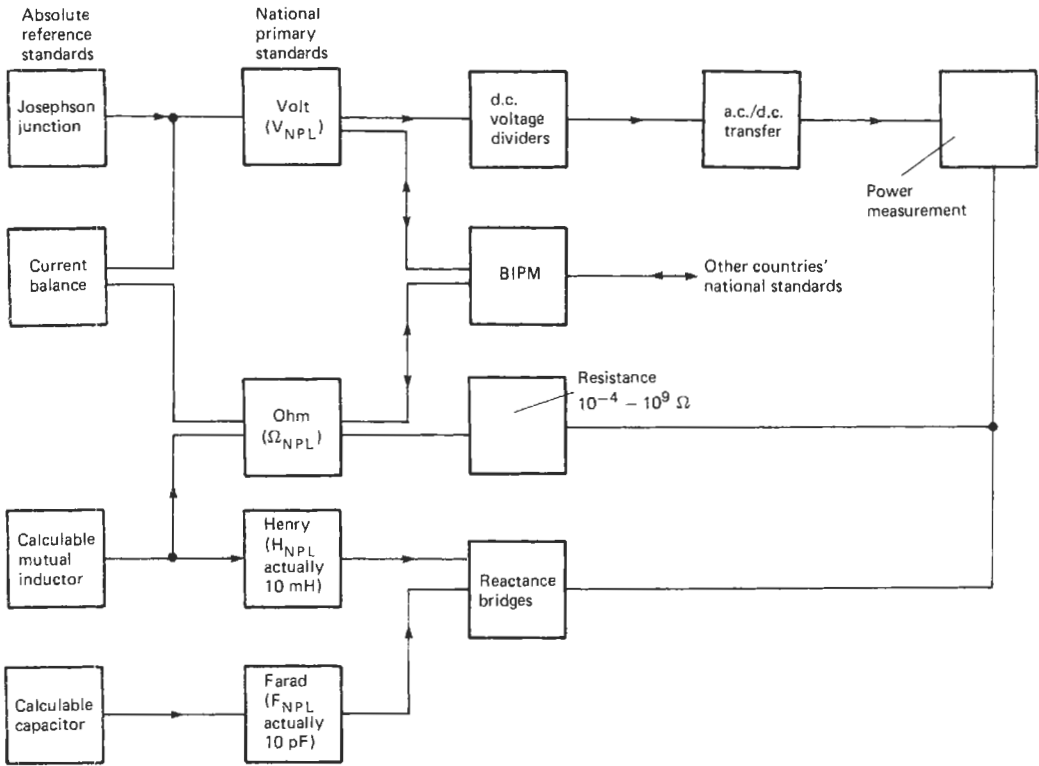 Absolute
reference
standards
National
primary
standards
Josephson
junction
Volt
(V_NPL)
d.c.
voltage
dividers
a.c./d.c.
transfer
Power
measurement
Current
balance
BIPM
Other countries'
national standards
Ohm
(Ω_NPL)
Resistance
10⁻⁴ – 10⁹ Ω
Calculable
mutual
inductor
Henry
(H_NPL
actually
10 mH)
Reactance
bridges
Calculable
capacitor
Farad
(F_NPL
actually
10 pF)